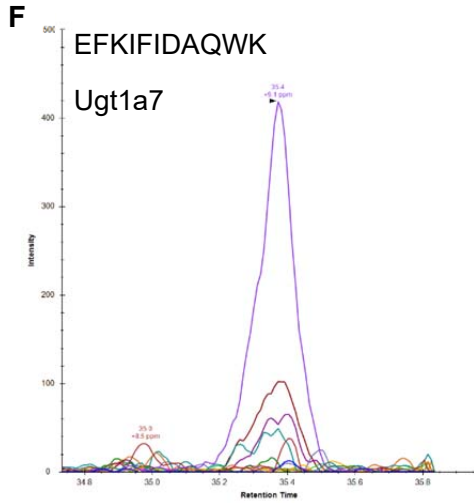 F
EFKIFIDAQWK
Ugt1a7
500
400
300
200
100
0
35.4
+6.1 ppm
35.0
+8.5 ppm
Intensity
34.8 35.0 35.2 35.4 35.6 35.8
Retention Time